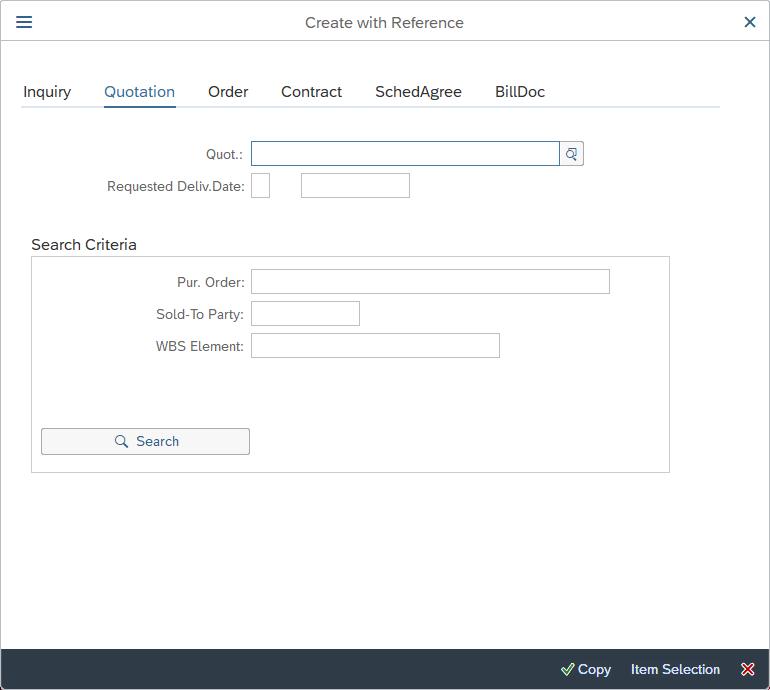 Create with Reference
Inquiry Quotation Order Contract SchedAgree BillDoc
Quot.:
Requested Deliv.Date:
Search Criteria
Pur. Order:
Sold-To Party:
WBS Element:
Search
Copy Item Selection